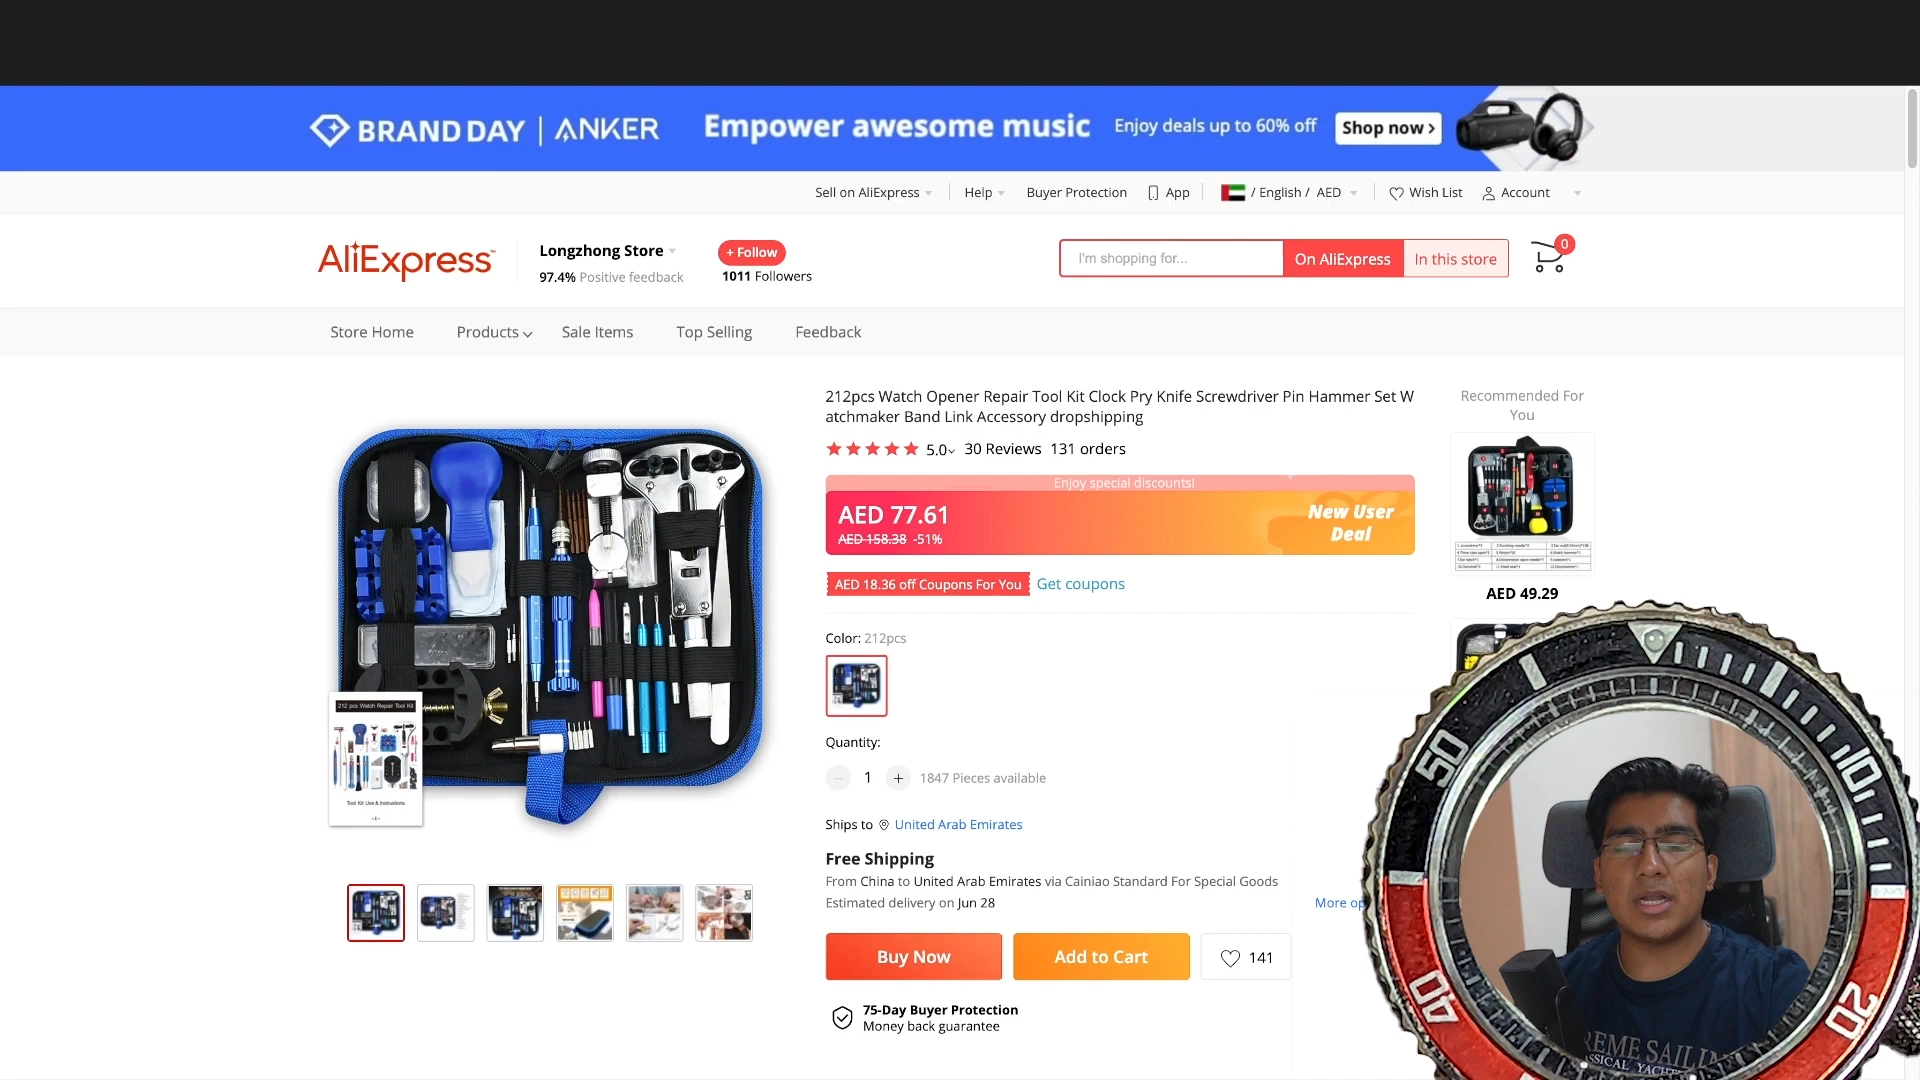 BRAND DAY | ANKER
Empower awesome music
Enjoy deals up to 60% off
Shop now ›
Sell on AliExpress
Help
Buyer Protection
App
/ English / AED
Wish List
Account
AliExpress
Longzhong Store
97.4% Positive feedback
+ Follow
1011 Followers
I'm shopping for...
On AliExpress
In this store
0
Store Home
Products
Sale Items
Top Selling
Feedback
212pcs Watch Opener Repair Tool Kit Clock Pry Knife Screwdriver Pin Hammer Set W
atchmaker Band Link Accessory dropshipping
5.0 30 Reviews 131 orders
Enjoy special discounts!
AED 77.61
AED 158.38 -51%
New User
Deal
AED 18.36 off Coupons For You
Get coupons
Color: 212pcs
Quantity:
1
+
1847 Pieces available
Ships to United Arab Emirates
Free Shipping
From China to United Arab Emirates via Cainiao Standard For Special Goods
Estimated delivery on Jun 28
More op
Buy Now
Add to Cart
141
75-Day Buyer Protection
Money back guarantee
Recommended For
You
AED 49.29
212 pcs Watch Repair Tool Kit
Tool Kit Use & Instructions
50
10
40
20
REME SAILI
SSICAL YACH